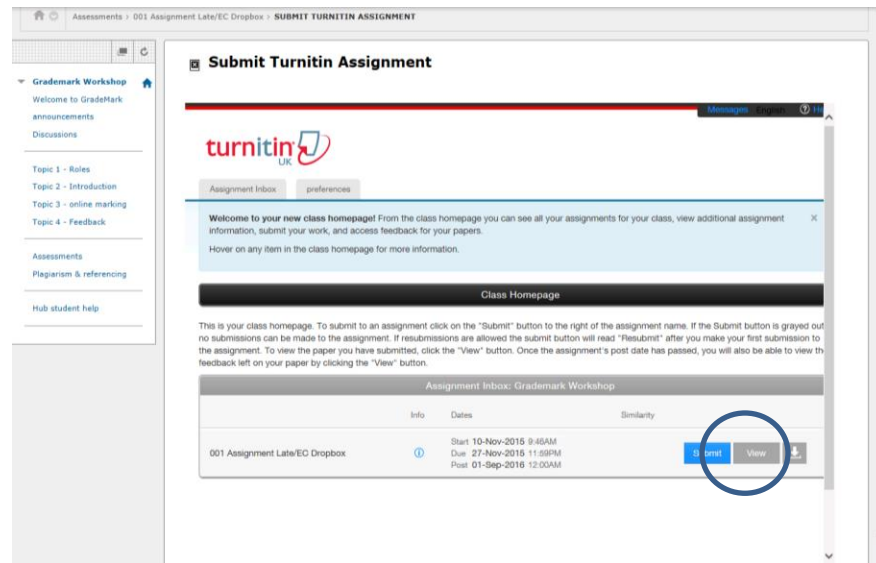 Assessments > 001 Assignment Late/EC Dropbox > SUBMIT TURNITIN ASSIGNMENT
Grademark Workshop
Welcome to GradeMark
announcements
Discussions
Topic 1 - Roles
Topic 2 - Introduction
Topic 3 - online marking
Topic 4 - Feedback
Assessments
Plagiarism & referencing
Hub student help
Submit Turnitin Assignment
Messages English
turnitin
UK
Assignment Inbox preferences
Welcome to your new class homepage! From the class homepage you can see all your assignments for your class, view additional assignment X
information, submit your work, and access feedback for your papers.
Hover on any item in the class homepage for more information.
Class Homepage
This is your class homepage. To submit to an assignment click on the "Submit" button to the right of the assignment name. If the Submit button is grayed out
no submissions can be made to the assignment. If resubmissions are allowed the submit button will read "Resubmit" after you make your first submission to
the assignment. To view the paper you have submitted, click the "View" button. Once the assignment's post date has passed, you will also be able to view
feedback left on your paper by clicking the "View" button.
Assignment Inbox: Grademark Workshop
Info Dates Similarity
001 Assignment Late/EC Dropbox
Start 10-Nov-2015 9:46AM
Due 27-Nov-2015 11:59PM
Post 01-Sep-2016 12:00AM
Submit View